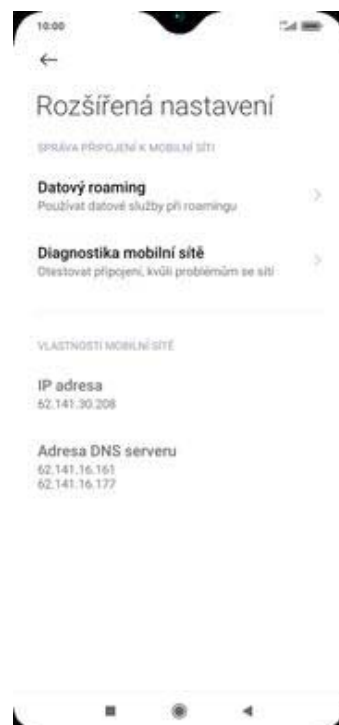 10:00
Rozšířená nastavení
SPRÁVA PŘIPOJENÍ K MOBILNÍ SÍTI
Datový roaming
Používat datové služby při roamingu
Diagnostika mobilní sítě
Otestovat připojení, kvůli problémům se sítí
VLASTNOSTI MOBILNÍ SÍTĚ
IP adresa
62.141.30.208
Adresa DNS serveru
62.141.16.161
62.141.16.177